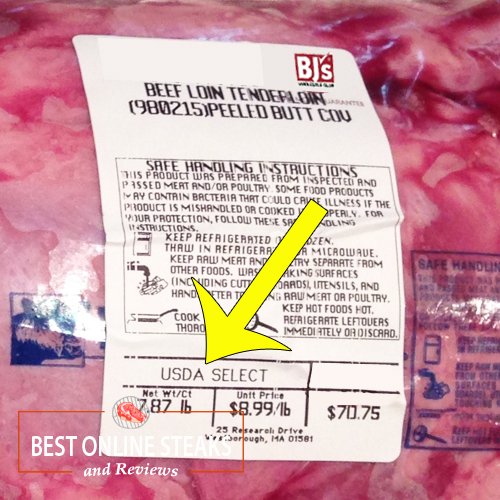 BJ's
WHOLESALE CLUB
BEEF LOIN TENDERLOIN
GUARANTEE
(980215)PEELED BUTT COV
SAFE HANDLING INSTRUCTIONS
THIS PRODUCT WAS PREPARED FROM INSPECTED AND
PASSED MEAT AND/OR POULTRY. SOME FOOD PRODUCTS
MAY CONTAIN BACTERIA THAT COULD CAUSE ILLNESS IF THE
PRODUCT IS MISHANDLED OR COOKED IMPROPERLY. FOR
YOUR PROTECTION, FOLLOW THESE SAFE HANDLING
INSTRUCTIONS.
KEEP REFRIGERATED OR FROZEN.
THAW IN REFRIGERATOR OR MICROWAVE.
KEEP RAW MEAT AND POULTRY SEPARATE FROM
OTHER FOODS. WASH WORKING SURFACES
(INCLUDING CUTTING BOARDS), UTENSILS, AND
HANDS AFTER TOUCHING RAW MEAT OR POULTRY.
COOK
KEEP HOT FOODS HOT.
REFRIGERATE LEFTOVERS
IMMEDIATELY OR DISCARD.
USDA SELECT
Net Wt/Ct
Unit Price
7.87 lb
$8.99/lb
$70.75
25 Research Drive
Westborough, MA 01581
BEST ONLINE STEAKS
and Reviews
SAFE HANDLIN